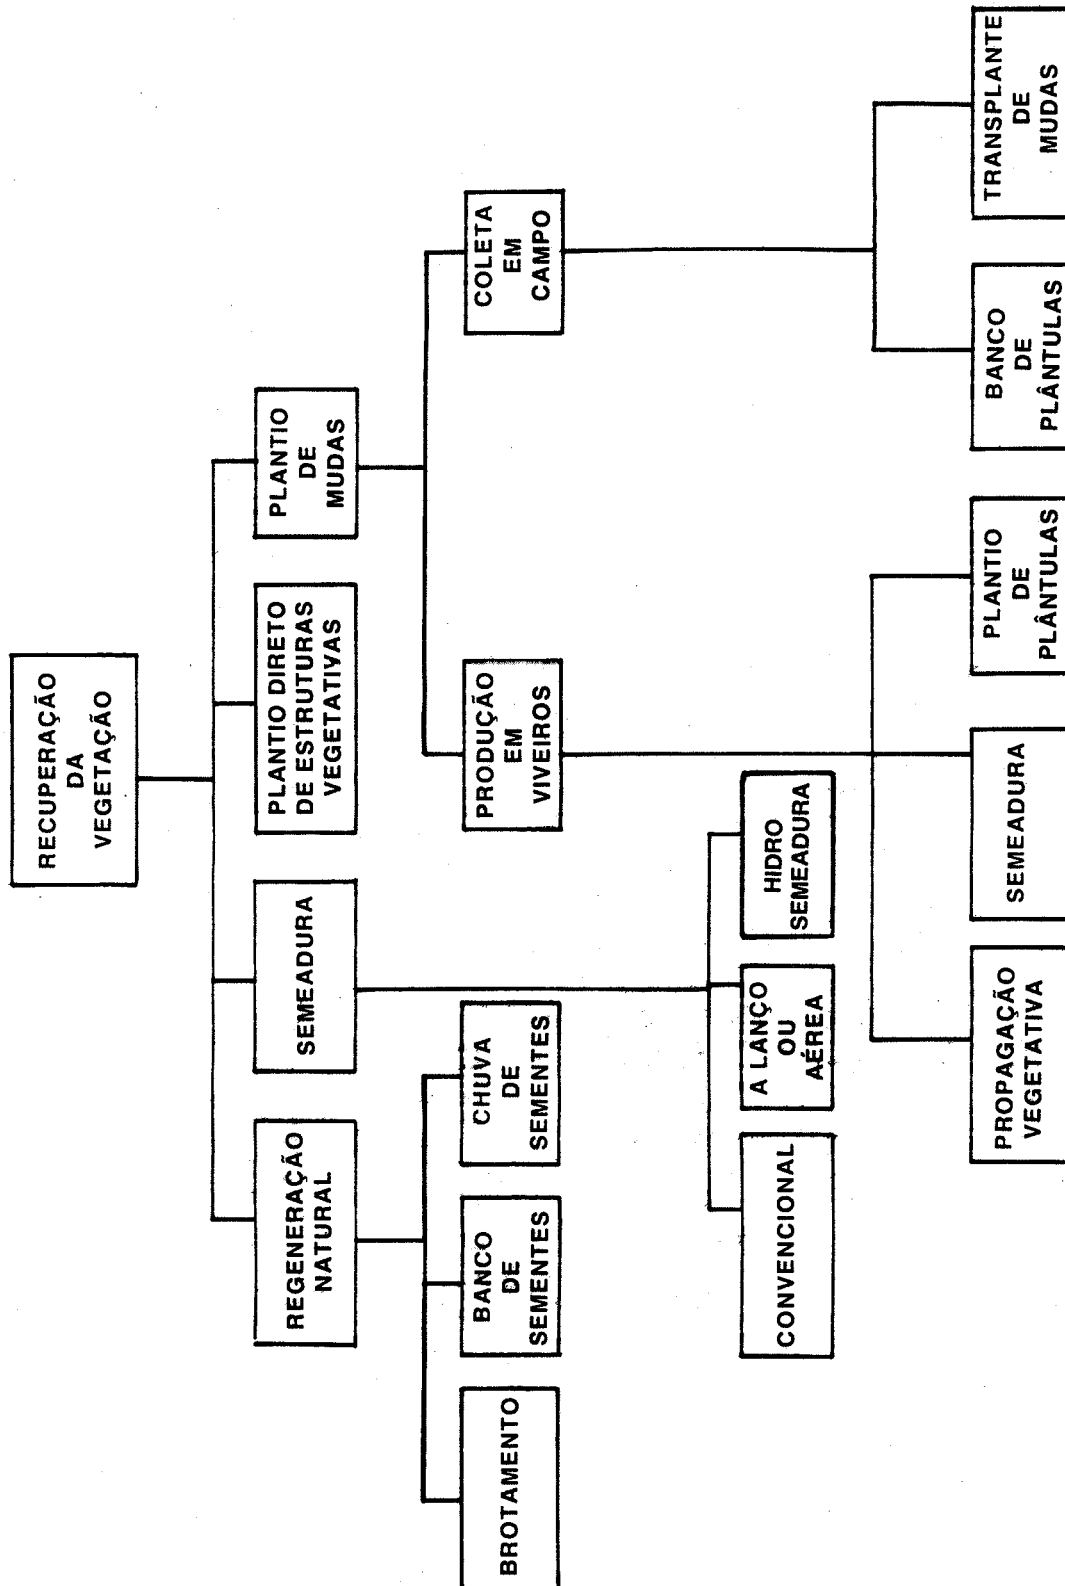 RECUPERAÇÃO
DA
VEGETAÇÃO
REGENERAÇÃO
NATURAL
SEMEADURA
PLANTIO DIRETO
DE ESTRUTURAS
VEGETATIVAS
PLANTIO
DE
MUDAS
BROTAMENTO
BANCO
DE
SEMENTES
CHUVA
DE
SEMENTES
PRODUÇÃO
EM
VIVEIROS
COLETA
EM
CAMPO
CONVENCIONAL
A LANÇO
OU
AÉREA
HIDRO
SEMEADURA
PROPAGAÇÃO
VEGETATIVA
SEMEADURA
PLANTIO
DE
PLÂNTULAS
BANCO
DE
PLÂNTULAS
TRANSPLANTE
DE
MUDAS